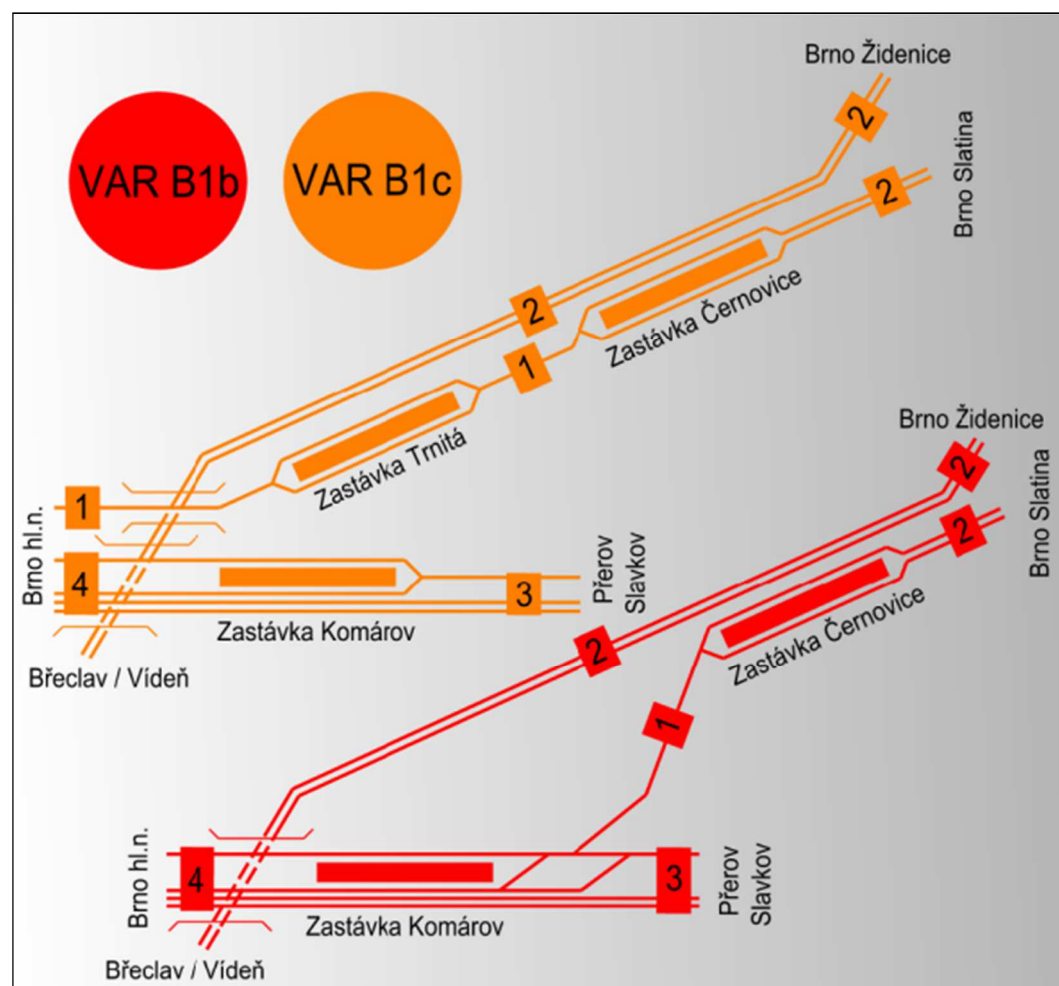 VAR B1b
VAR B1c
Brno Židenice
2
Brno Slatina
2
2
Zastávka Černovice
1
Zastávka Trnitá
1
Brno hl.n.
4
3
Přerov
Slavkov
Zastávka Komárov
Břeclav / Vídeň
Brno Židenice
2
Brno Slatina
2
2
Zastávka Černovice
1
Brno hl.n.
4
3
Přerov
Slavkov
Zastávka Komárov
Břeclav / Vídeň